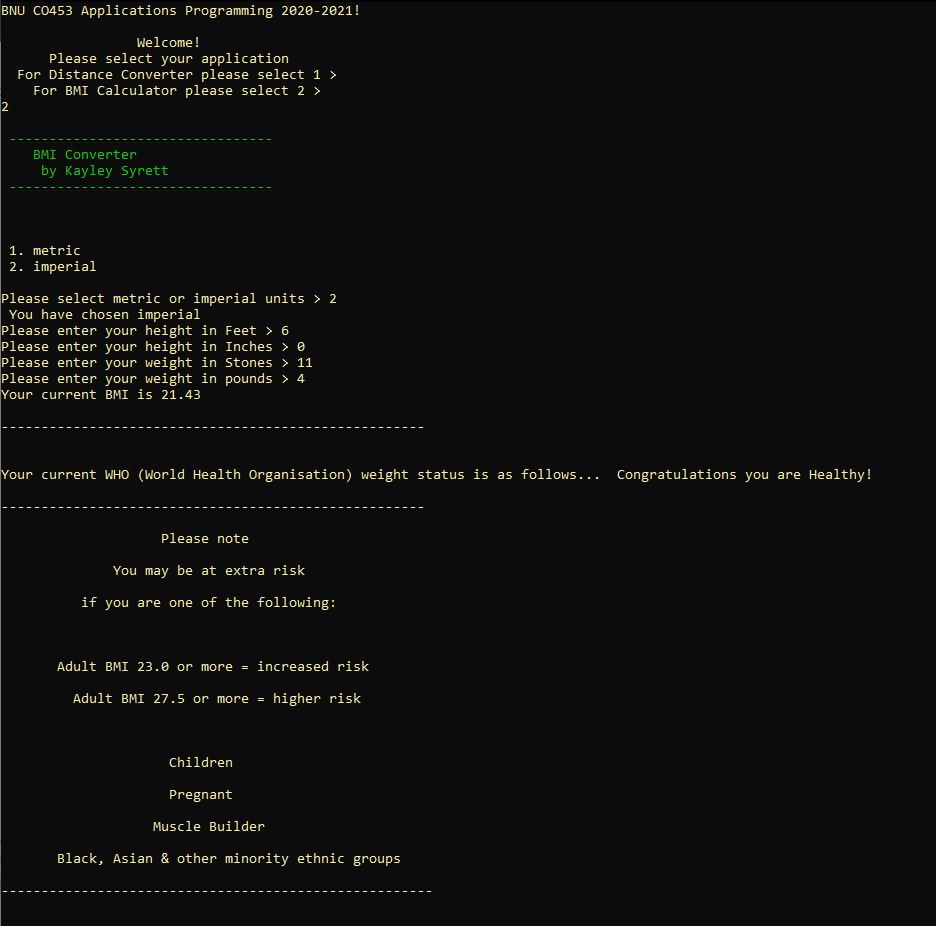 BNU CO453 Applications Programming 2020-2021!
Welcome!
Please select your application
For Distance Converter please select 1 >
For BMI Calculator please select 2 >
2
---------------------------------
BMI Converter
by Kayley Syrett
---------------------------------
1. metric
2. imperial
Please select metric or imperial units > 2
You have chosen imperial
Please enter your height in Feet > 6
Please enter your height in Inches > 0
Please enter your weight in Stones > 11
Please enter your weight in pounds > 4
Your current BMI is 21.43
-----------------------------------------------------
Your current WHO (World Health Organisation) weight status is as follows...  Congratulations you are Healthy!
-----------------------------------------------------
Please note
You may be at extra risk
if you are one of the following:
Adult BMI 23.0 or more = increased risk
Adult BMI 27.5 or more = higher risk
Children
Pregnant
Muscle Builder
Black, Asian & other minority ethnic groups
------------------------------------------------------